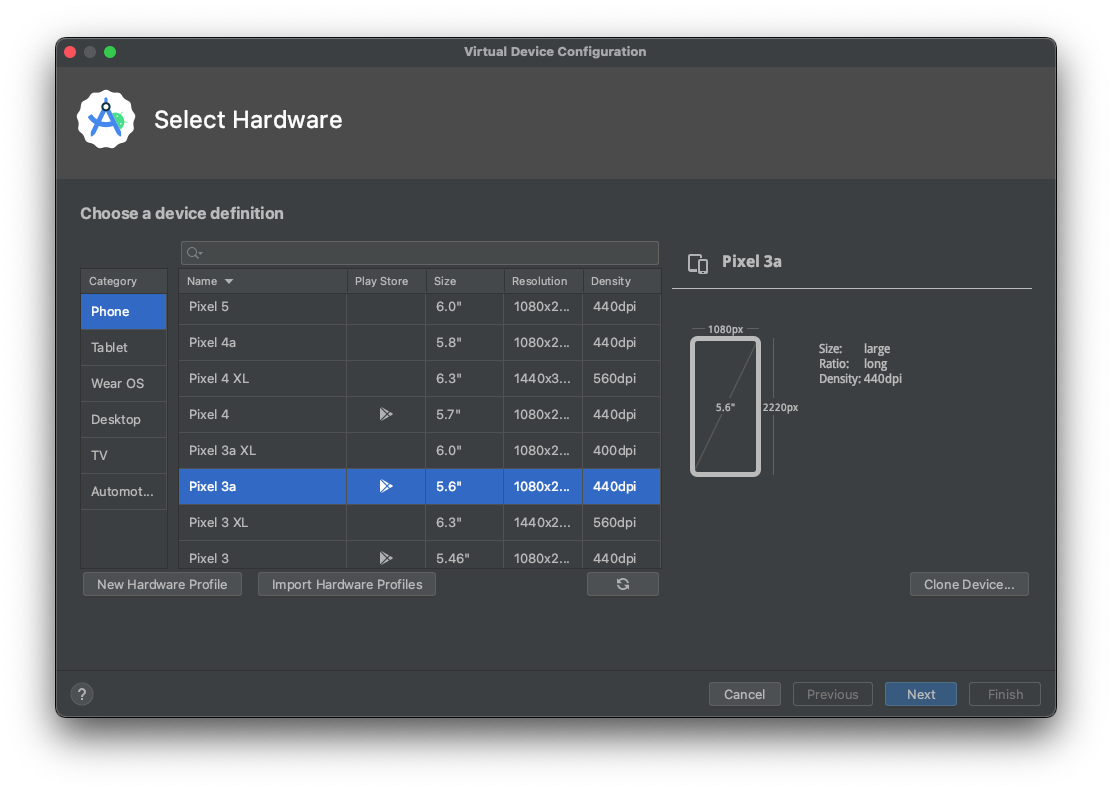 Virtual Device Configuration
Select Hardware
Choose a device definition
Category
Phone
Tablet
Wear OS
Desktop
TV
Automot...
Name Play Store Size Resolution Density
Pixel 5 6.0" 1080x2... 440dpi
Pixel 4a 5.8" 1080x2... 440dpi
Pixel 4 XL 6.3" 1440x3... 560dpi
Pixel 4 5.7" 1080x2... 440dpi
Pixel 3a XL 6.0" 1080x2... 400dpi
Pixel 3a 5.6" 1080x2... 440dpi
Pixel 3 XL 6.3" 1440x2... 560dpi
Pixel 3 5.46" 1080x2... 440dpi
New Hardware Profile Import Hardware Profiles
Pixel 3a
1080px
5.6"
2220px
Size: large
Ratio: long
Density: 440dpi
Clone Device...
? Cancel Previous Next Finish